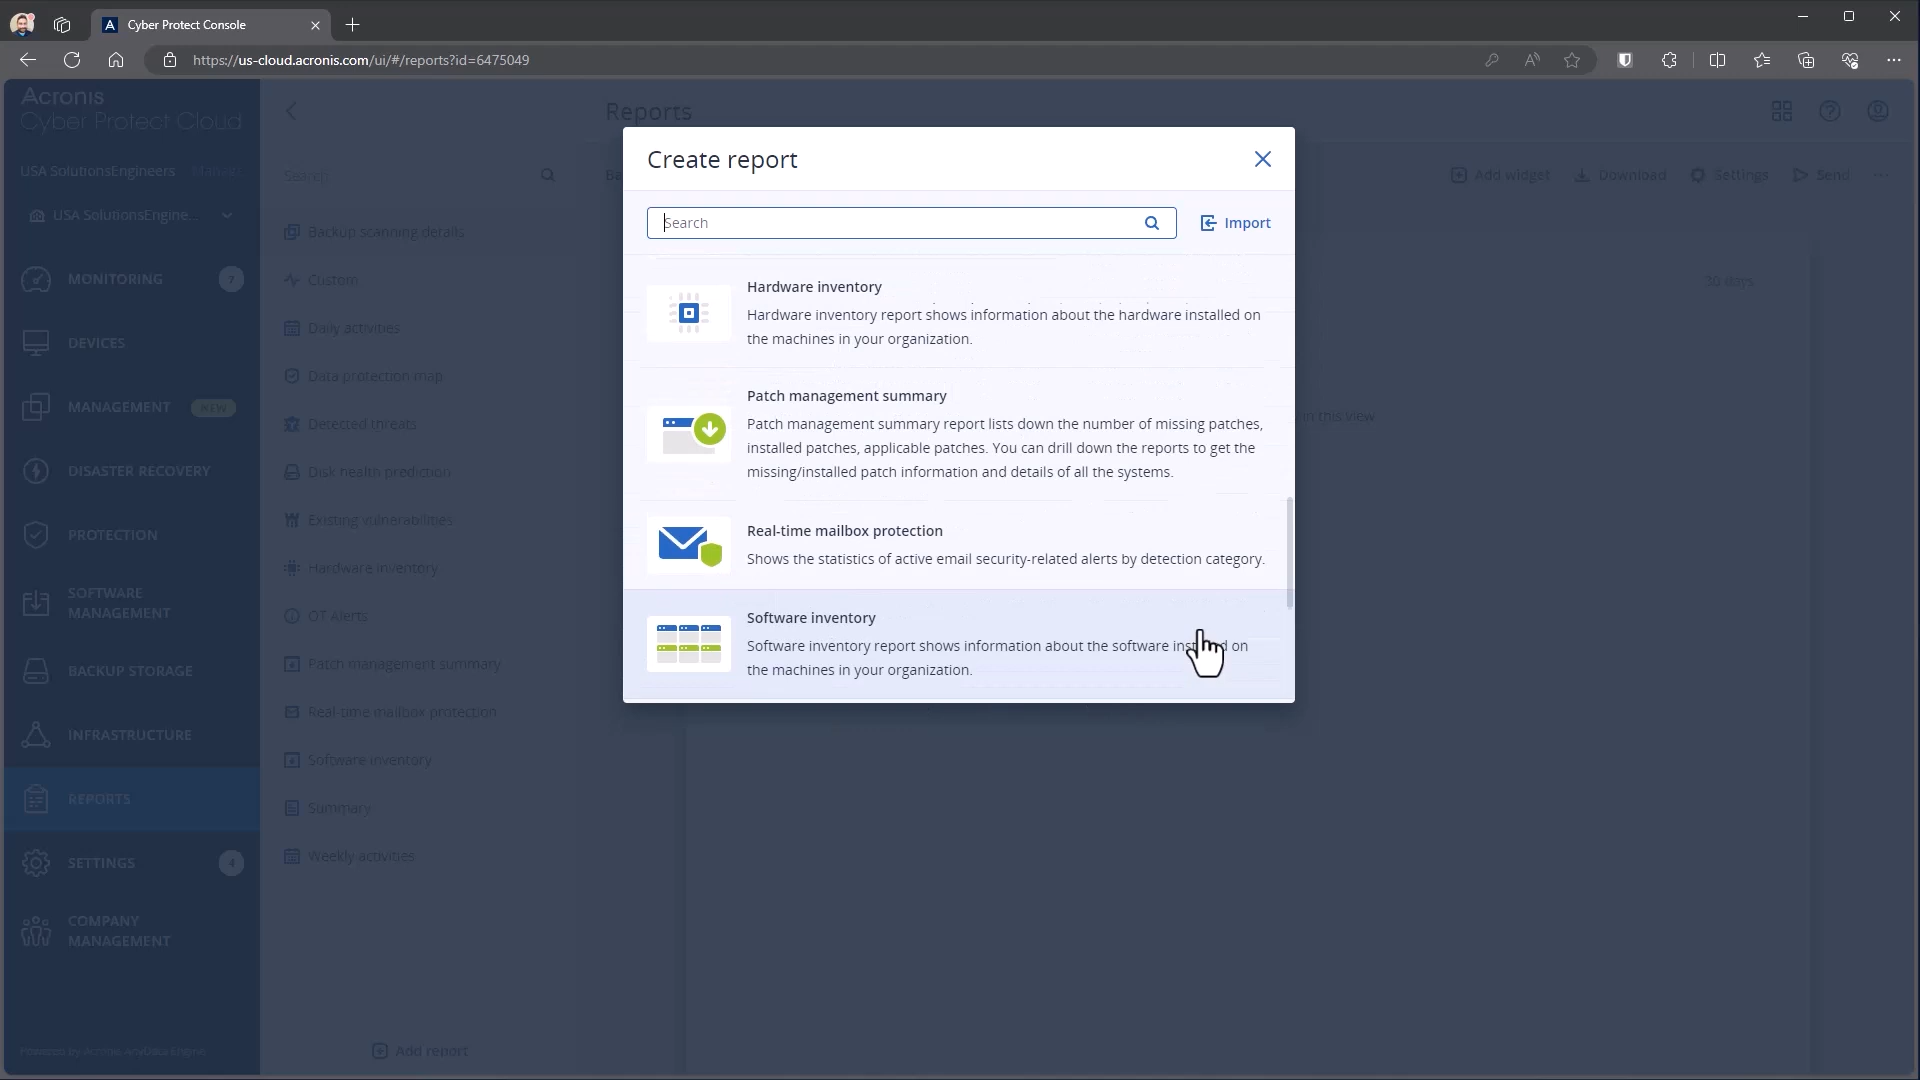 Cyber Protect Console
https://us-cloud.acronis.com/ui/#/reports?id=6475049
Acronis
Cyber Protect Cloud
USA SolutionsEngineers
Manage
USA SolutionsEngine...
MONITORING
7
DEVICES
MANAGEMENT
NEW
DISASTER RECOVERY
PROTECTION
SOFTWARE
MANAGEMENT
BACKUP STORAGE
INFRASTRUCTURE
REPORTS
SETTINGS
4
COMPANY
MANAGEMENT
Powered by Acronis AnyData Engine
Search
Backup scanning details
Custom
Daily activities
Data protection map
Detected threats
Disk health prediction
Existing vulnerabilities
Hardware inventory
OT Alerts
Patch management summary
Real-time mailbox protection
Software inventory
Summary
Weekly activities
Add report
Reports
Ba
Add widget
Download
Settings
Send
30 days
in this view
Create report
Search
Import
Hardware inventory
Hardware inventory report shows information about the hardware installed on
the machines in your organization.
Patch management summary
Patch management summary report lists down the number of missing patches,
installed patches, applicable patches. You can drill down the reports to get the
missing/installed patch information and details of all the systems.
Real-time mailbox protection
Shows the statistics of active email security-related alerts by detection category.
Software inventory
Software inventory report shows information about the software installed on
the machines in your organization.